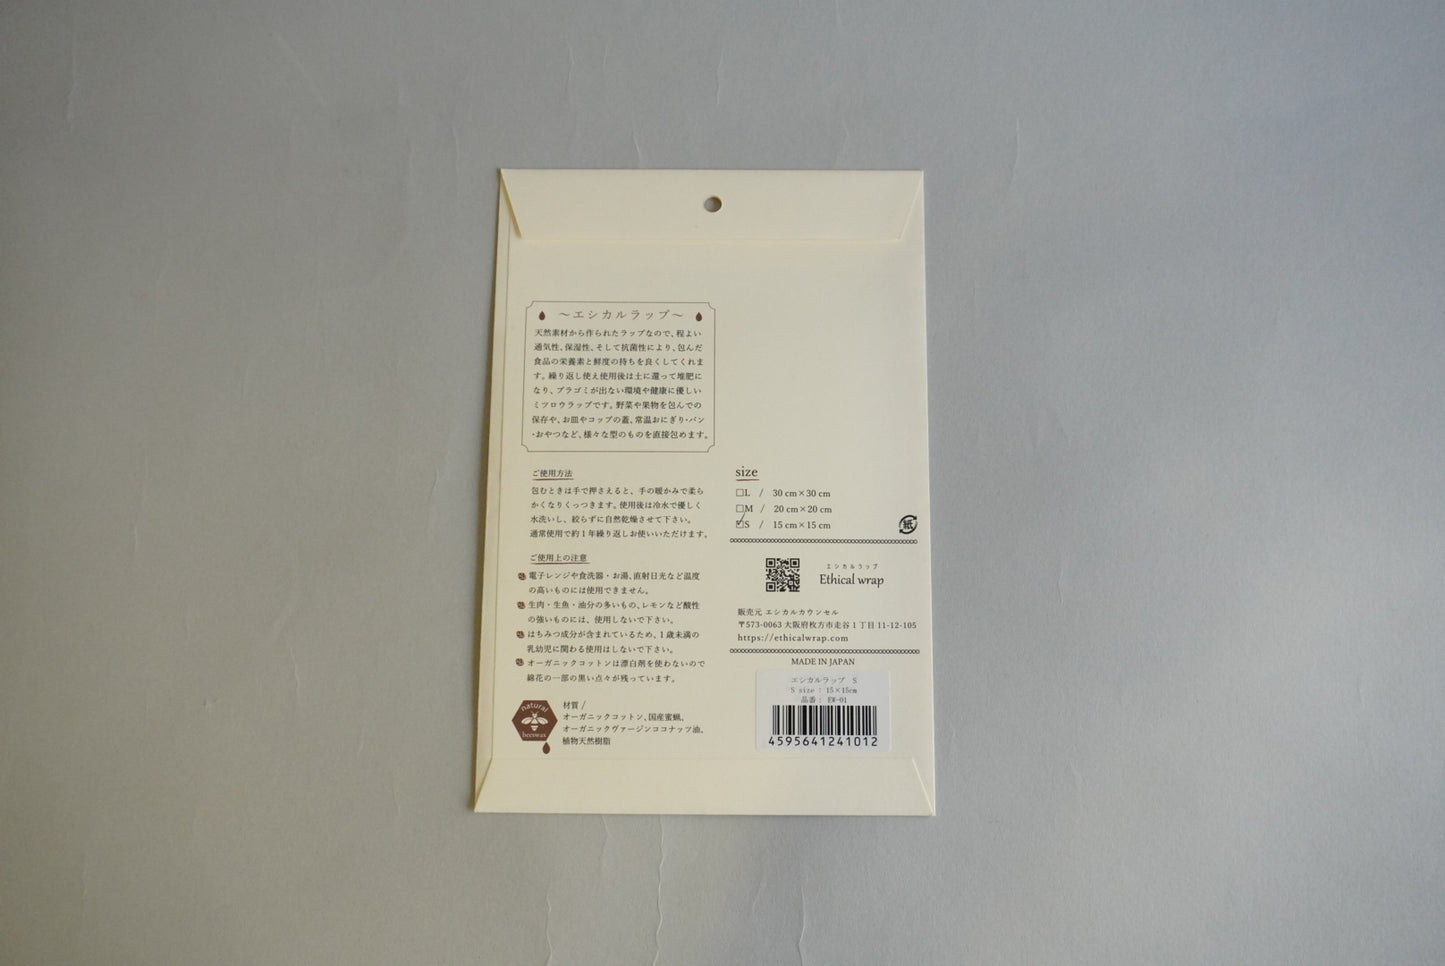 ～エシカルラップ～
天然素材から作られたラップなので、程よい
通気性、保湿性、そして抗菌性により、包んだ
食品の栄養素と鮮度の持ちを良くしてくれま
す。繰り返し使え使用後は土に還って堆肥に
なり、プラゴミが出ない環境や健康に優しい
ミツロウラップです。野菜や果物を包んでの
保存や、お皿やコップの蓋、常温おにぎり・パン
・おやつなど、様々な型のものを直接包めます。
ご使用方法
包むときは手で押さえると、手の暖かみで柔ら
かくなりくっつきます。使用後は冷水で優しく
水洗いし、絞らずに自然乾燥させて下さい。
通常使用で約1年繰り返しお使いいただけます。
ご使用上の注意
電子レンジや食洗器・お湯、直射日光など温度
の高いものには使用できません。
生肉・生魚・油分の多いもの、レモンなど酸性
の強いものには、使用しないで下さい。
はちみつ成分が含まれているため、1歳未満の
乳幼児に関わる使用はしないで下さい。
オーガニックコットンは漂白剤を使わないので
綿花の一部の黒い点々が残っています。
natural
beeswax
材質 /
オーガニックコットン、国産蜜蝋、
オーガニックヴァージンココナッツ油、
植物天然樹脂
size
□L / 30 cm×30 cm
□M / 20 cm×20 cm
☑S / 15 cm×15 cm
紙
エシカルラップ
Ethical wrap
販売元 エシカルカウンセル
〒573-0063 大阪府枚方市走谷1丁目11-12-105
https://ethicalwrap.com
MADE IN JAPAN
エシカルラップ S
S size : 15×15cm
品番 : EW-01
4595641241012